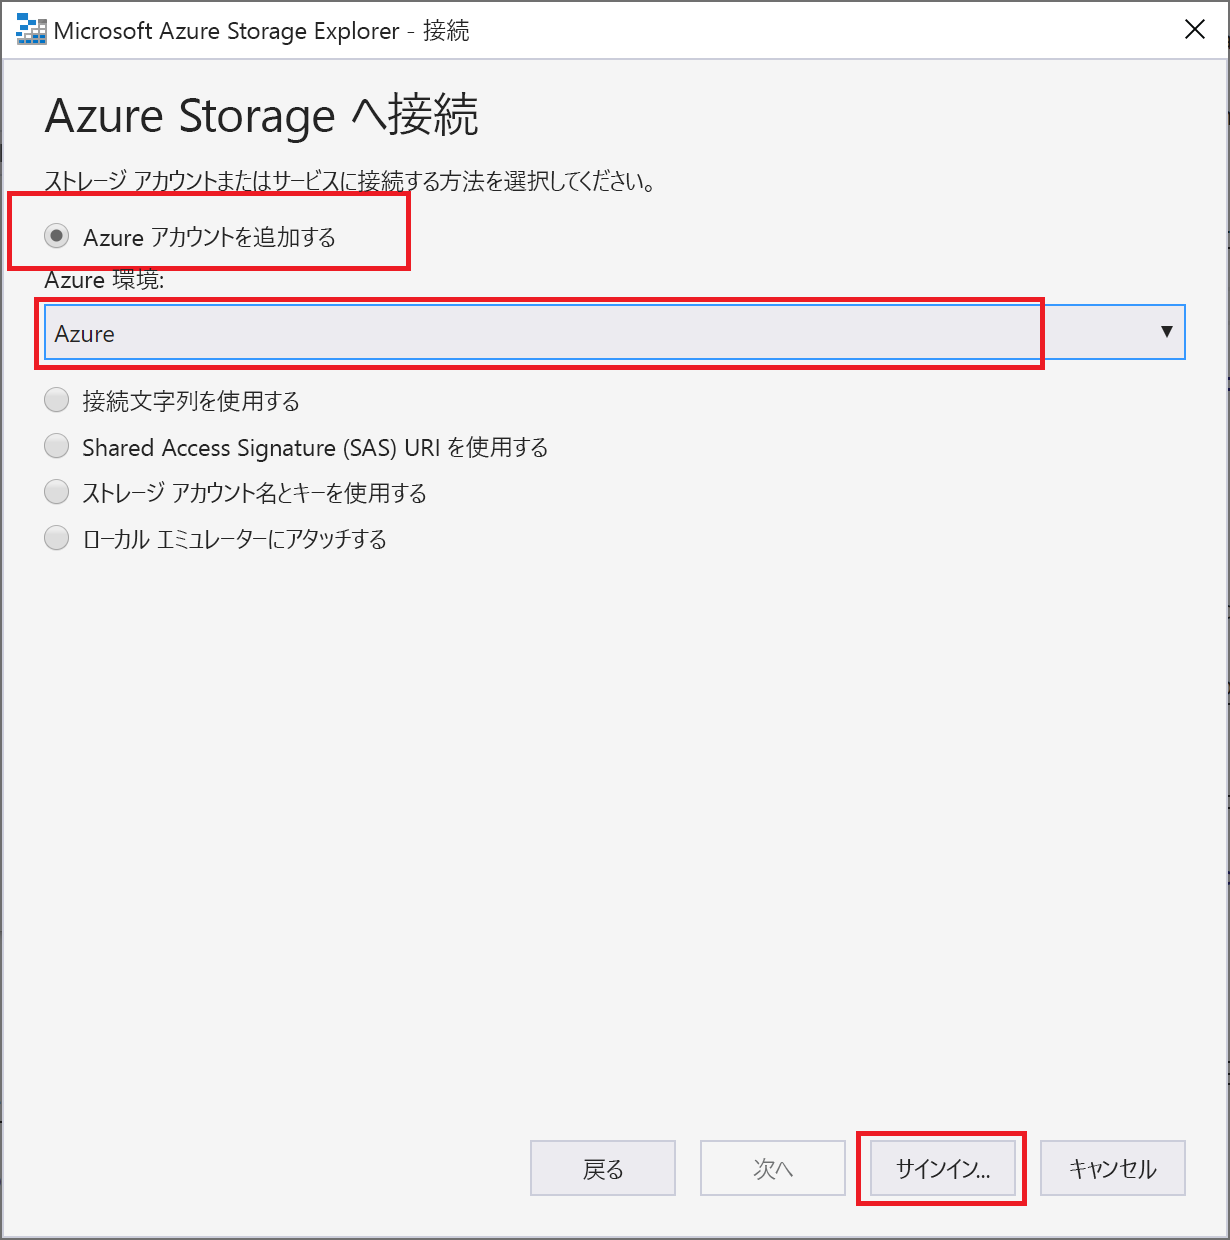 Microsoft Azure Storage Explorer - 接続
Azure Storage へ接続
ストレージ アカウントまたはサービスに接続する方法を選択してください。
Azure アカウントを追加する
Azure 環境:
Azure
接続文字列を使用する
Shared Access Signature (SAS) URI を使用する
ストレージ アカウント名とキーを使用する
ローカル エミュレーターにアタッチする
戻る 次へ サインイン... キャンセル